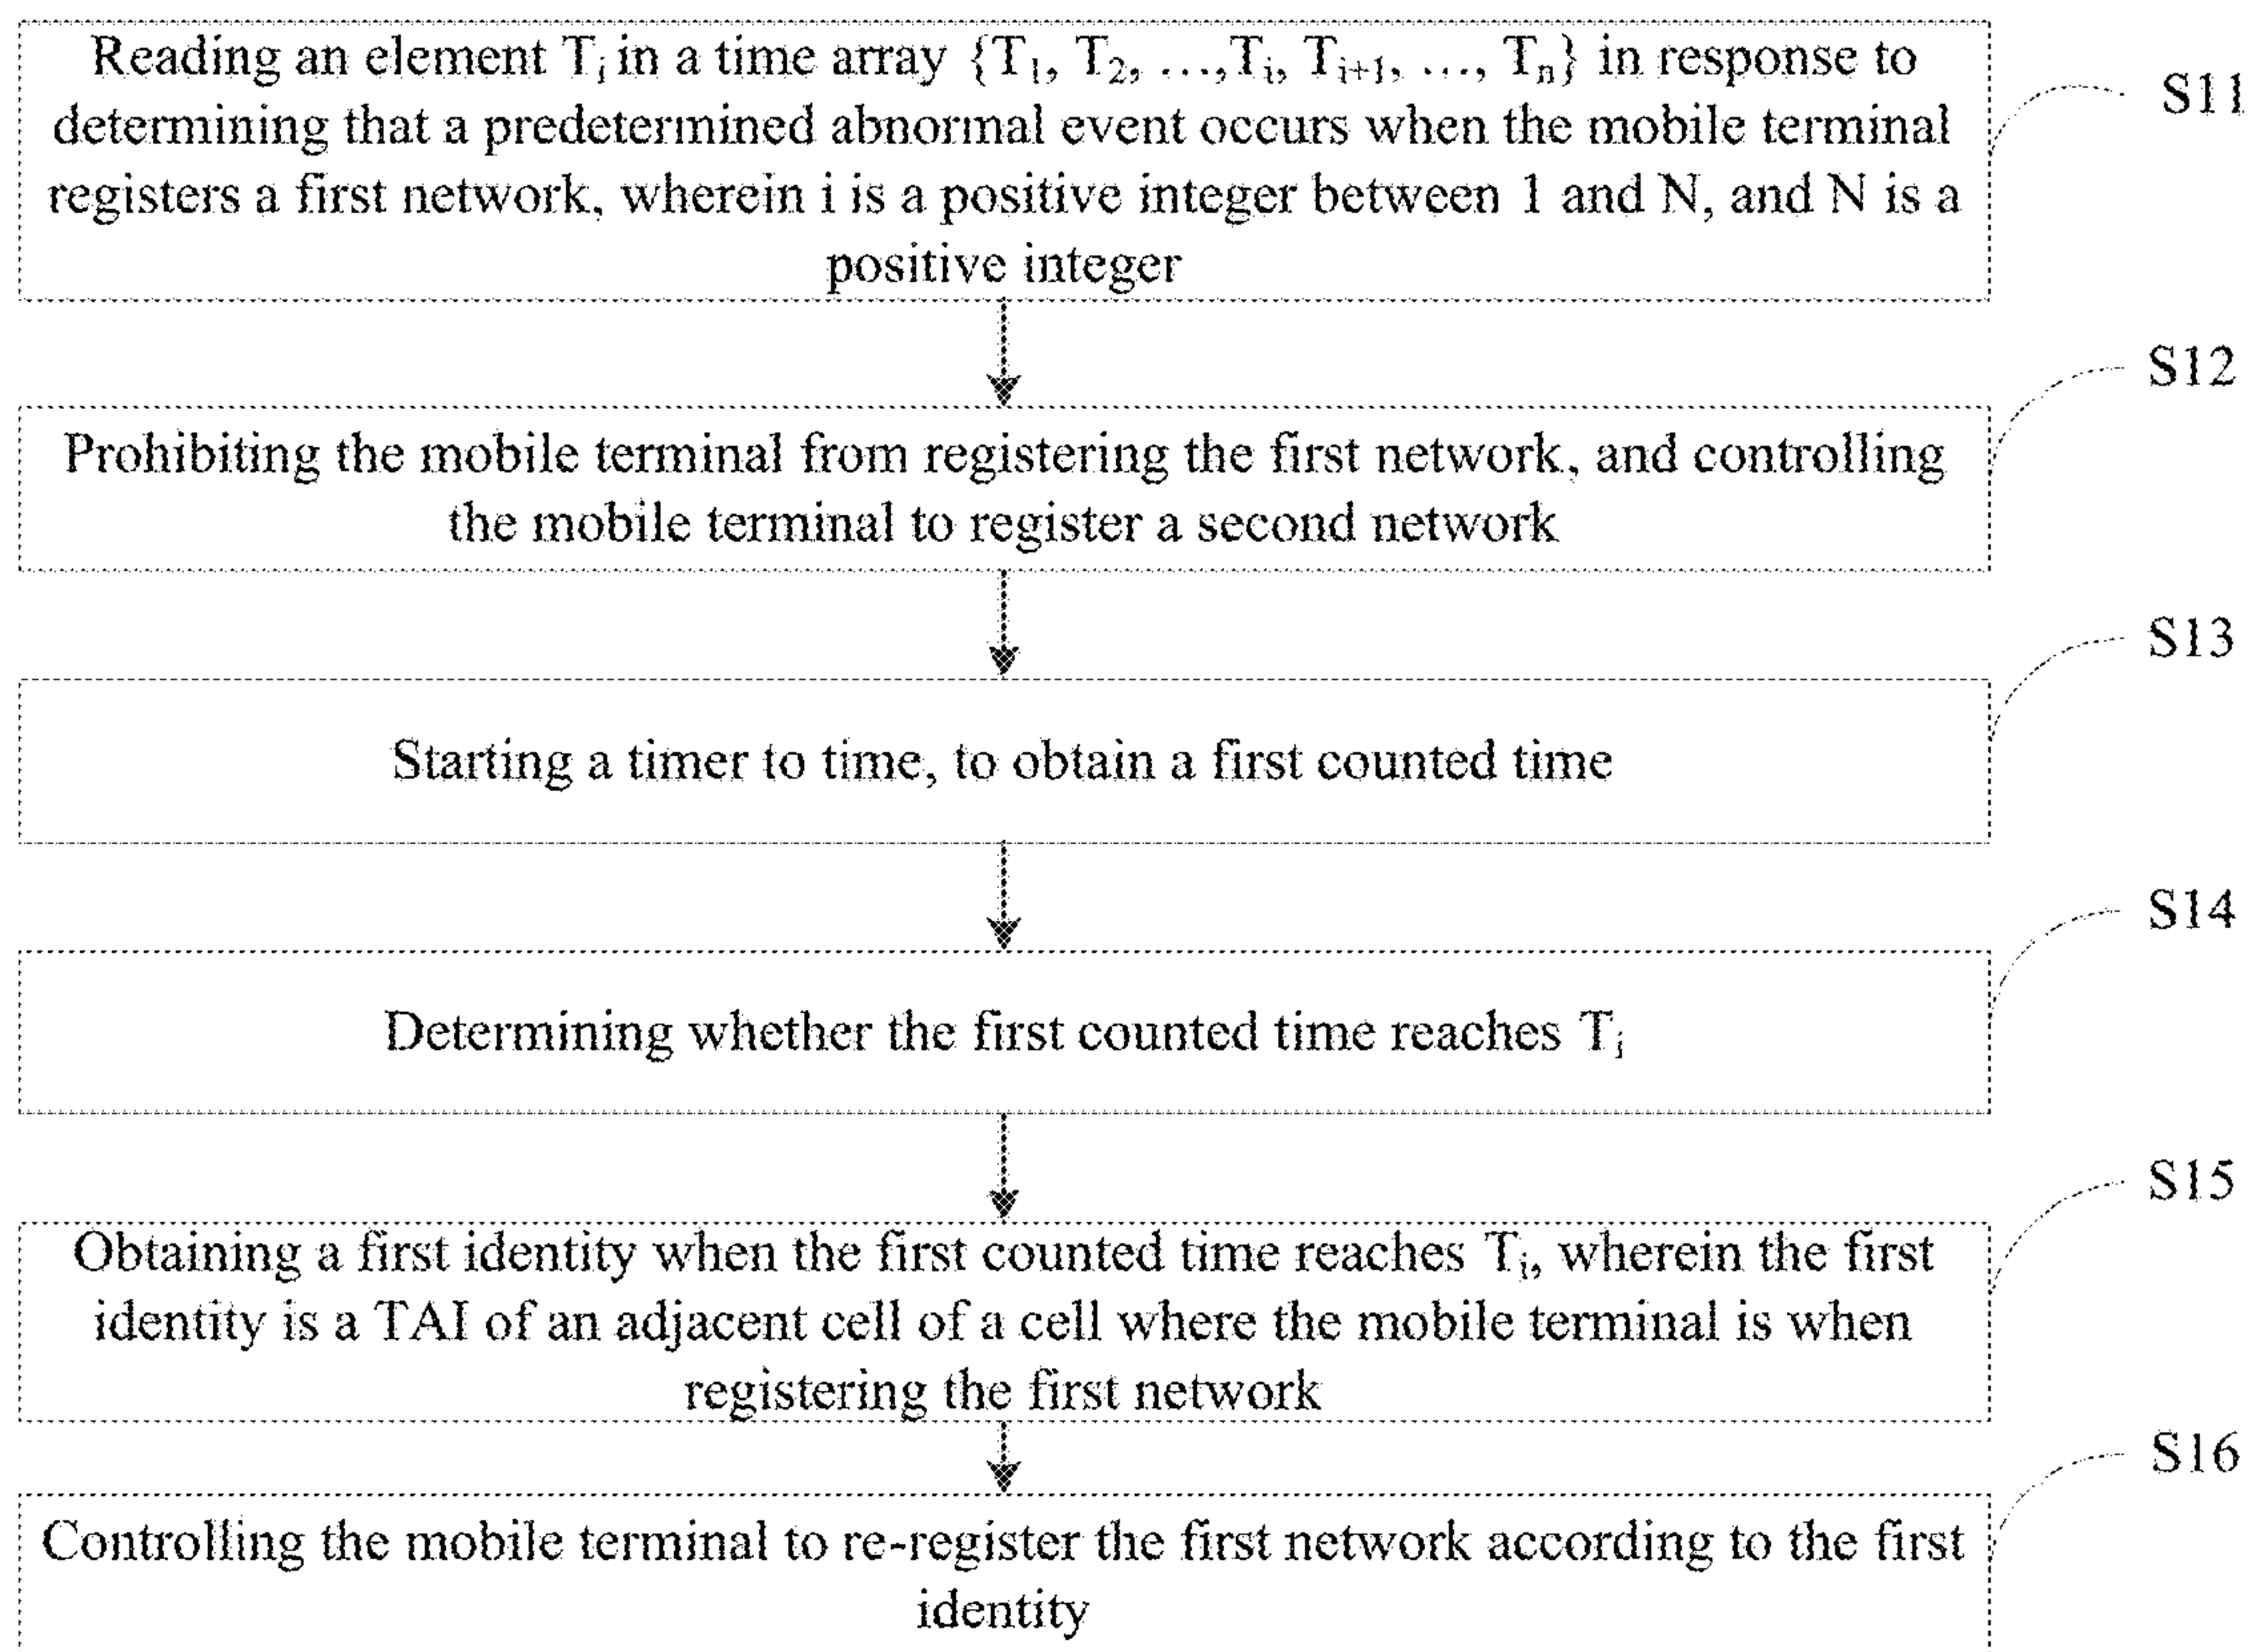 Reading an element Tᵢ in a time array {T₁, T₂, ...,Tᵢ, Tᵢ₊₁, ..., Tₙ} in response to
S11
determining that a predetermined abnormal event occurs when the mobile terminal
registers a first network, wherein i is a positive integer between 1 and N, and N is a
positive integer
S12
Prohibiting the mobile terminal from registering the first network, and controlling
the mobile terminal to register a second network
S13
Starting a timer to time, to obtain a first counted time
S14
Determining whether the first counted time reaches Tᵢ
S15
Obtaining a first identity when the first counted time reaches Tᵢ, wherein the first
identity is a TAI of an adjacent cell of a cell where the mobile terminal is when
registering the first network
S16
Controlling the mobile terminal to re-register the first network according to the first
identity